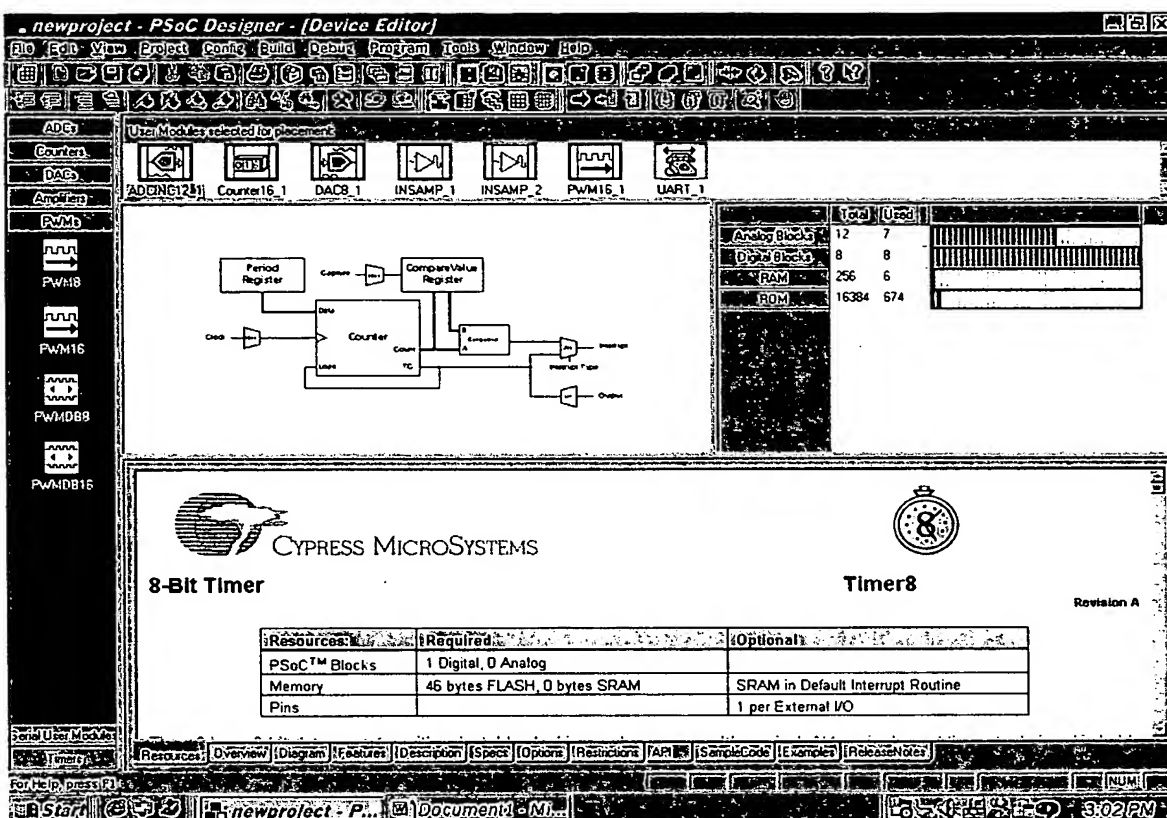 newproject - PSoC Designer - [Device Editor]
File Edit View Project Config Build Debug Program Tools Window Help
ADCs
Counters
DACs
Amplifiers
PWMs
PWM8
PWM16
PWMDB8
PWMDB16
Serial User Modules
Timers
User Modules selected for placement:
Counter16_1 DAC8_1 INSAMP_1 INSAMP_2 PWM16_1 UART_1
Period Register
Capture
CompareValue Register
Data
Clock
Counter
Count
TC
B
A
Interrupt
Interrupt Type
Output
Total Used
Analog Blocks 12 7
Digital Blocks 8 8
RAM 256 6
ROM 16384 674
CYPRESS MICROSYSTEMS
8
8-Bit Timer
Timer8
Revision A
Resources: Required Optional
PSoC™ Blocks 1 Digital, 0 Analog
Memory 46 bytes FLASH, 0 bytes SRAM SRAM in Default Interrupt Routine
Pins 1 per External I/O
Resources Overview Diagram Features Description Specs Options Restrictions API SampleCode Examples ReleaseNotes
For Help, press F1
NUM
Start newproject - P... Document1 - Mi... 3:02 PM